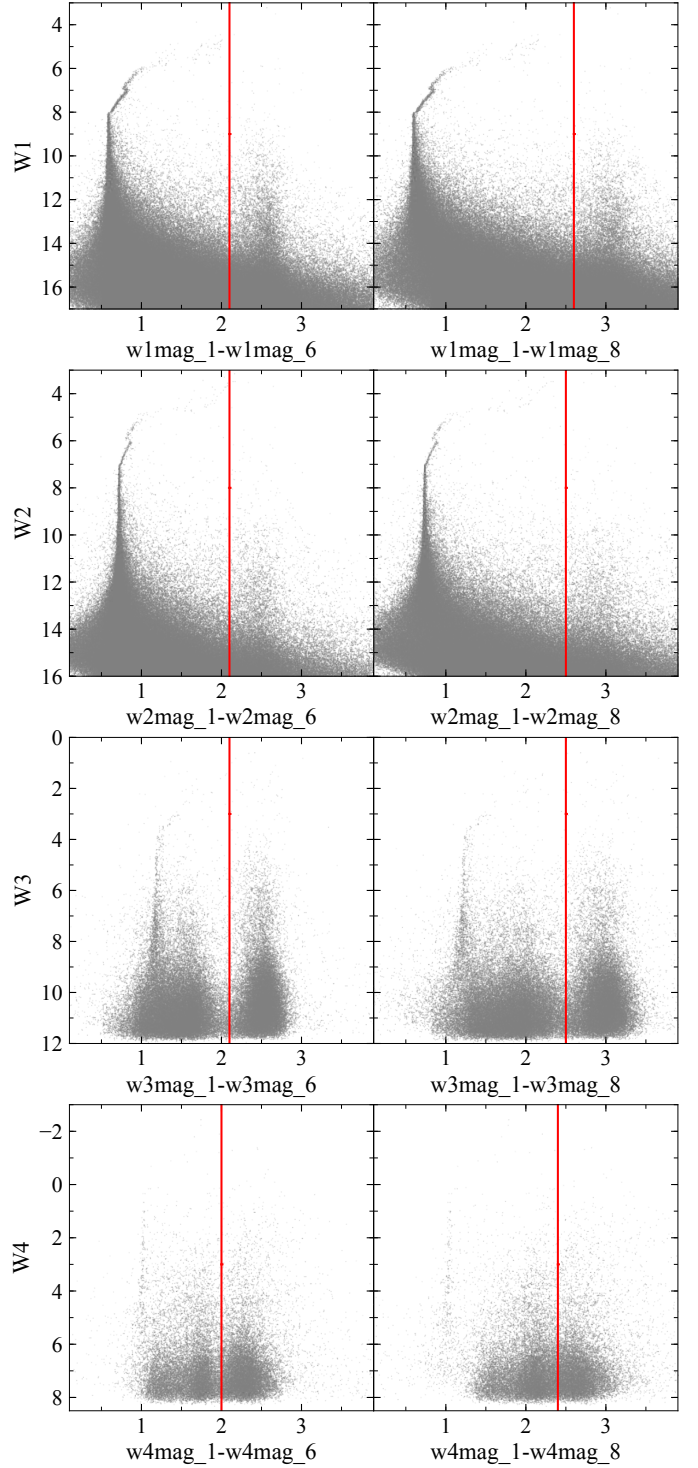 4
6
8
10
12
14
16
W1
1 2 3 1 2 3
w1mag_1-w1mag_6 w1mag_1-w1mag_8
4
6
8
10
12
14
16
W2
1 2 3 1 2 3
w2mag_1-w2mag_6 w2mag_1-w2mag_8
0
2
4
6
8
10
12
W3
1 2 3 1 2 3
w3mag_1-w3mag_6 w3mag_1-w3mag_8
−2
0
2
4
6
8
W4
1 2 3 1 2 3
w4mag_1-w4mag_6 w4mag_1-w4mag_8